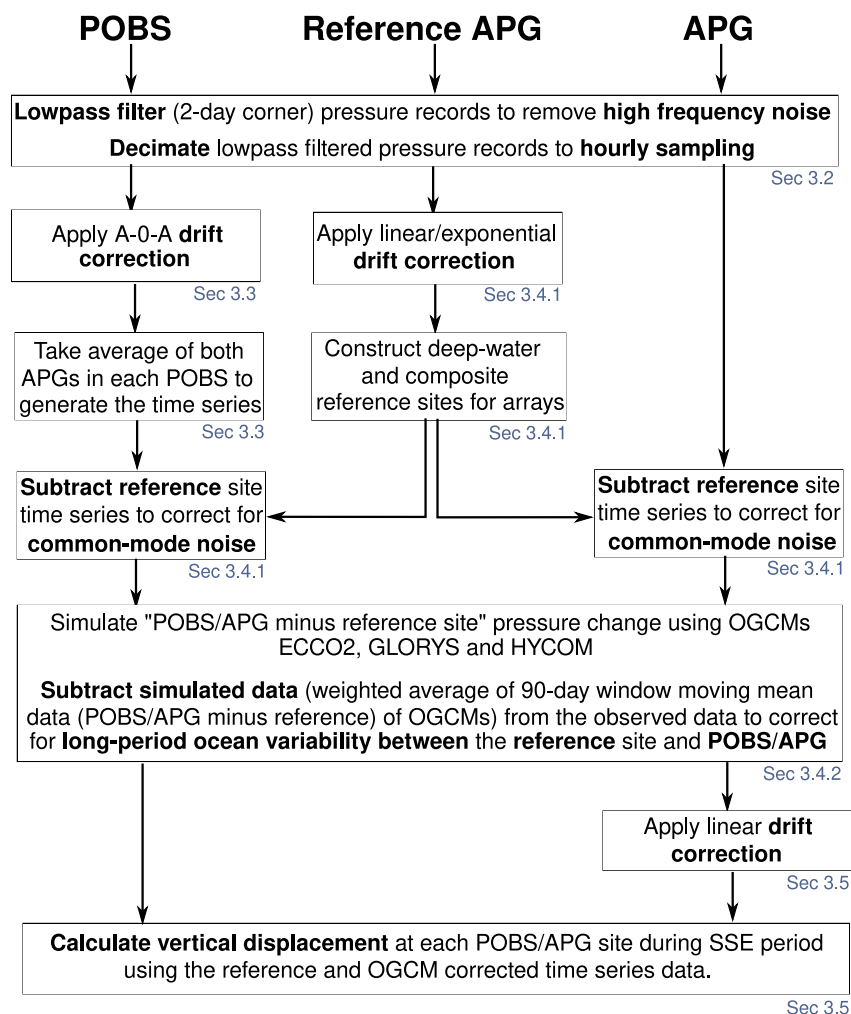 POBS
Reference APG
APG
Lowpass filter (2-day corner) pressure records to remove high frequency noise
Decimate lowpass filtered pressure records to hourly sampling
Sec 3.2
Apply A-0-A drift
correction
Sec 3.3
Apply linear/exponential
drift correction
Sec 3.4.1
Take average of both
APGs in each POBS to
generate the time series
Sec 3.3
Construct deep-water
and composite
reference sites for arrays
Sec 3.4.1
Subtract reference site
time series to correct for
common-mode noise
Sec 3.4.1
Subtract reference site
time series to correct for
common-mode noise
Sec 3.4.1
Simulate "POBS/APG minus reference site" pressure change using OGCMs
ECCO2, GLORYS and HYCOM
Subtract simulated data (weighted average of 90-day window moving mean
data (POBS/APG minus reference) of OGCMs) from the observed data to correct
for long-period ocean variability between the reference site and POBS/APG
Sec 3.4.2
Apply linear drift
correction
Sec 3.5
Calculate vertical displacement at each POBS/APG site during SSE period
using the reference and OGCM corrected time series data.
Sec 3.5